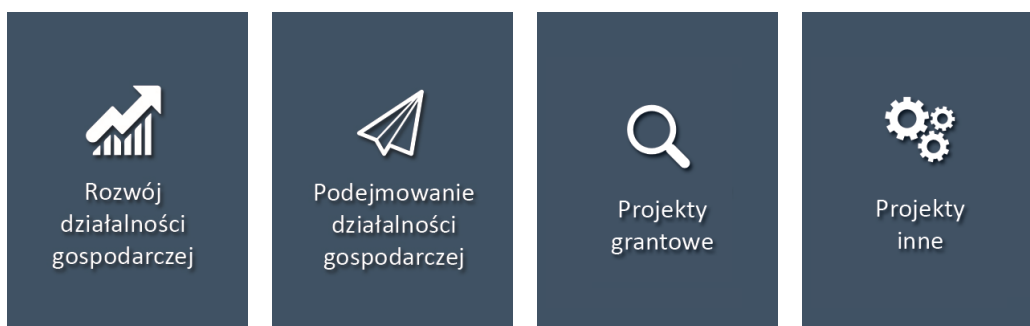 Rozwój
działalności
gospodarczej
Podejmowanie
działalności
gospodarczej
Projekty
grantowe
Projekty
inne